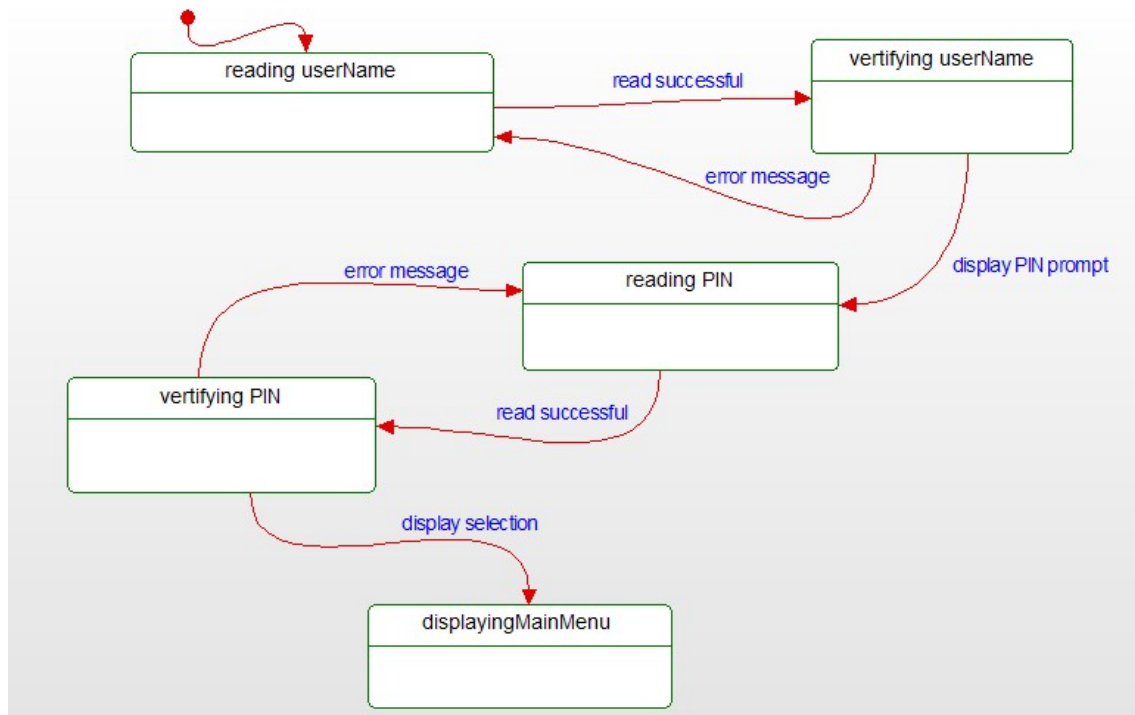 reading userName
vertifying userName
read successful
error message
display PIN prompt
error message
reading PIN
vertifying PIN
read successful
display selection
displayingMainMenu